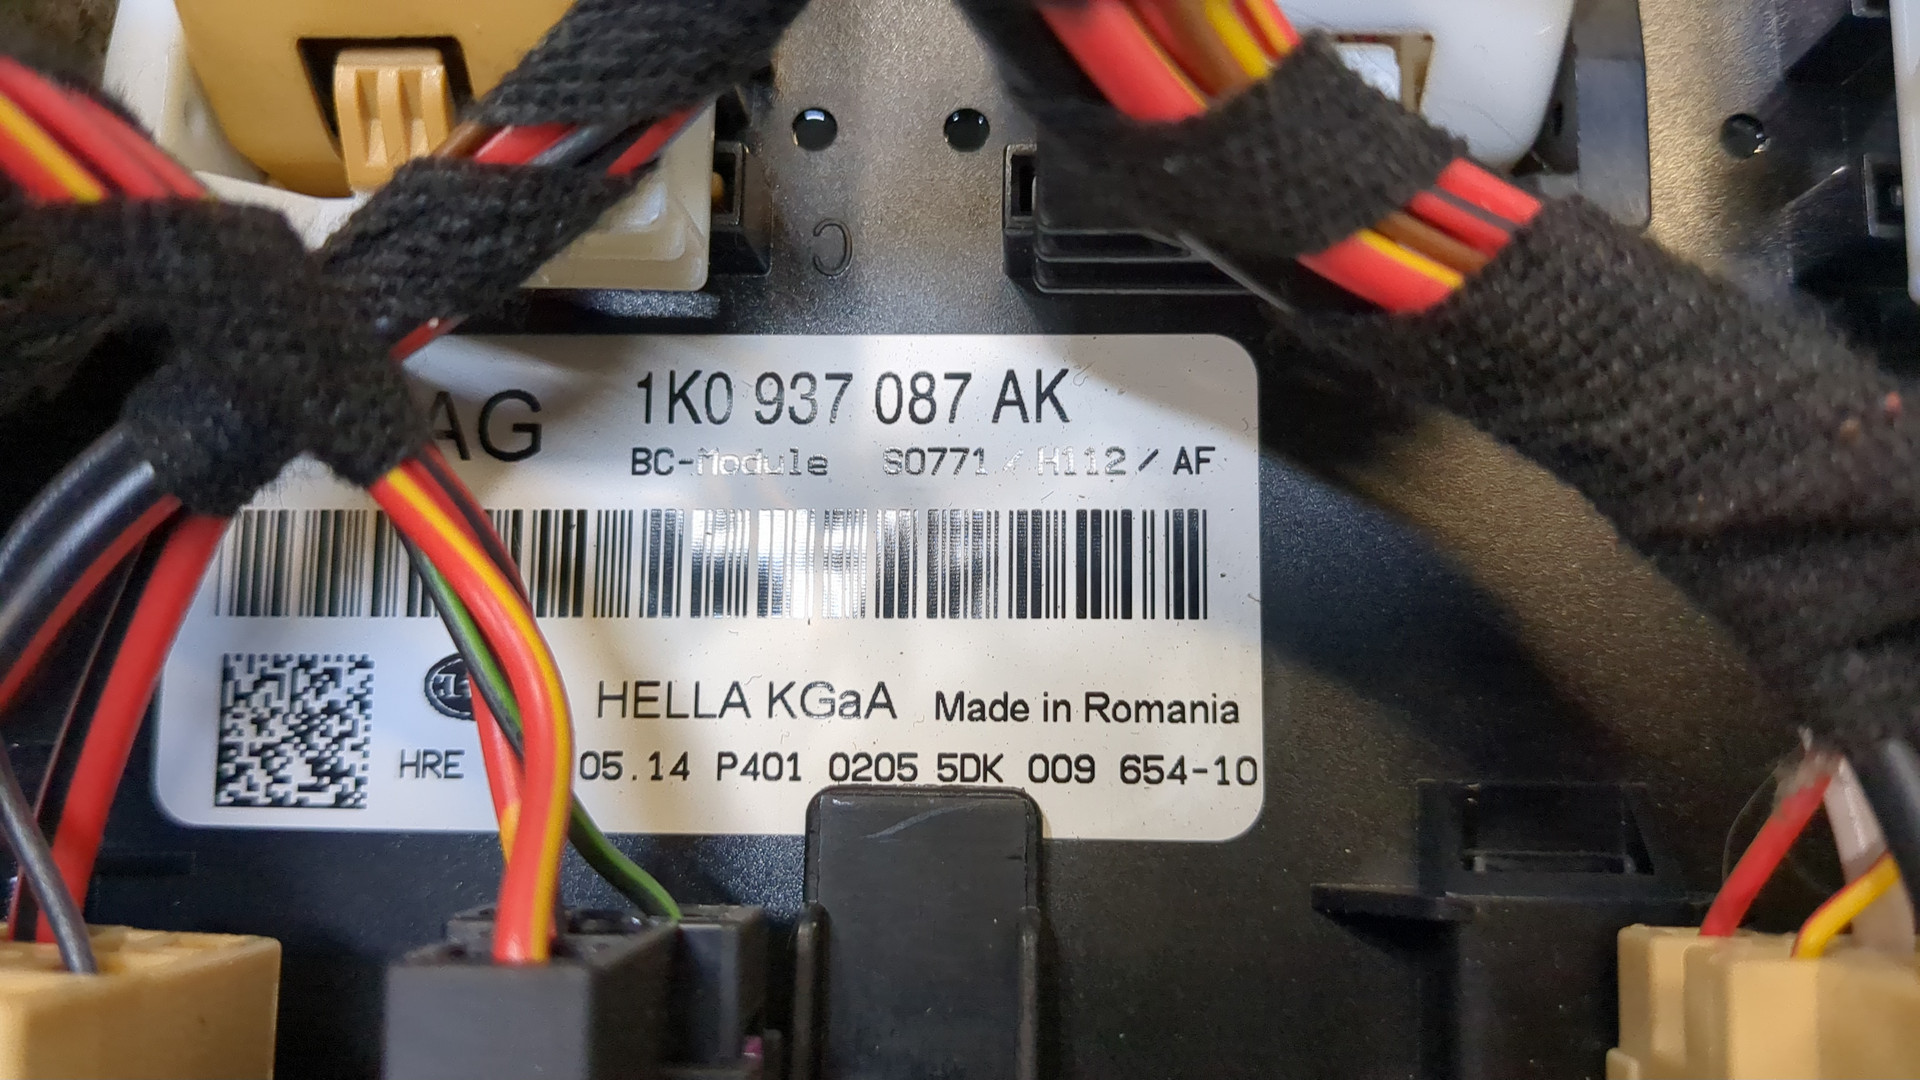 AG 1K0 937 087 AK
BC-Module S0771 / H112 / AF
HELLA KGaA Made in Romania
HRE 05.14 P401 0205 5DK 009 654-10